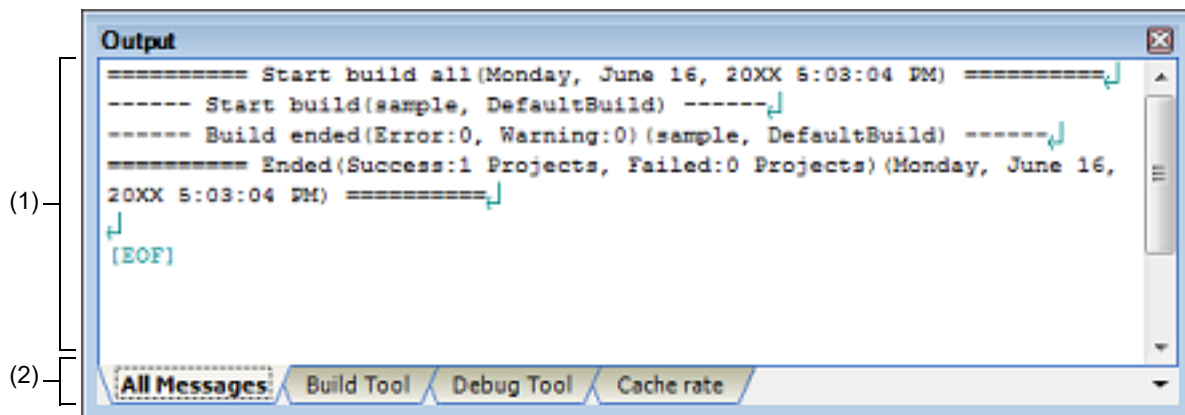 Output
========== Start build all(Monday, June 16, 20XX 5:03:04 PM) ==========
------ Start build(sample, DefaultBuild) ------
------ Build ended(Error:0, Warning:0)(sample, DefaultBuild) ------
========== Ended(Success:1 Projects, Failed:0 Projects)(Monday, June 16,
20XX 5:03:04 PM) ==========
[EOF]
(1)
(2)
All Messages Build Tool Debug Tool Cache rate